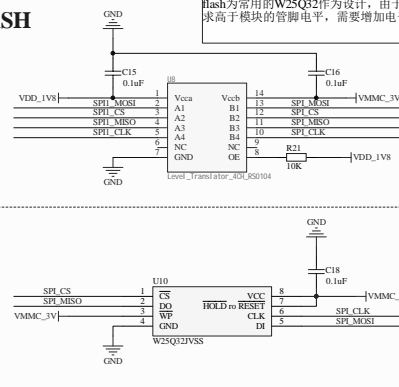 flash为常用的W25Q32作为设计，由于
求高于模块的管脚电平，需要增加电
SH
GND
C15
0.1uF
C16
0.1uF
U8
VDD_1V8
1
Vcca
Vccb
14
VMMC_3V
SPI1_MOSI
2
A1
B1
13
SPI_MOSI
SPI1_CS
3
A2
B2
12
SPI_CS
SPI1_MISO
4
A3
B3
11
SPI_MISO
SPI1_CLK
5
A4
B4
10
SPI_CLK
6
NC
NC
9
7
GND
OE
8
R21
10K
VDD_1V8
GND
Level_Translator_4CH_RS0104
GND
C18
0.1uF
U10
SPI_CS
1
CS
VCC
8
VMMC_
SPI_MISO
2
DO
HOLD ro RESET
7
VMMC_3V
3
WP
CLK
6
SPI_CLK
4
GND
DI
5
SPI_MOSI
W25Q32JVSS
GND